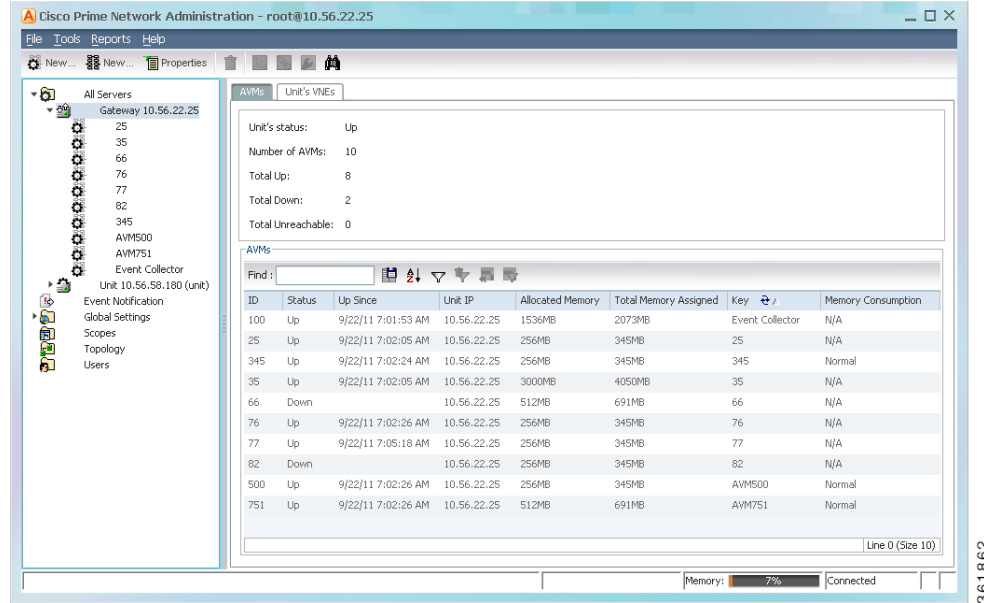 Cisco Prime Network Administration - root@10.56.22.25
File Tools Reports Help
New... New... Properties
All Servers
Gateway 10.56.22.25
25
35
66
76
77
82
345
AVM500
AVM751
Event Collector
Unit 10.56.58.180 (unit)
Event Notification
Global Settings
Scopes
Topology
Users
AVMs Unit's VNEs
Unit's status: Up
Number of AVMs: 10
Total Up: 8
Total Down: 2
Total Unreachable: 0
AVMs
Find :
ID Status Up Since Unit IP Allocated Memory Total Memory Assigned Key Memory Consumption
100 Up 9/22/11 7:01:53 AM 10.56.22.25 1536MB 2073MB Event Collector N/A
25 Up 9/22/11 7:02:05 AM 10.56.22.25 256MB 345MB 25 N/A
345 Up 9/22/11 7:02:24 AM 10.56.22.25 256MB 345MB 345 Normal
35 Up 9/22/11 7:02:05 AM 10.56.22.25 3000MB 4050MB 35 N/A
66 Down 10.56.22.25 512MB 691MB 66 N/A
76 Up 9/22/11 7:02:26 AM 10.56.22.25 256MB 345MB 76 N/A
77 Up 9/22/11 7:05:18 AM 10.56.22.25 256MB 345MB 77 N/A
82 Down 10.56.22.25 256MB 345MB 82 N/A
500 Up 9/22/11 7:02:26 AM 10.56.22.25 256MB 345MB AVM500 Normal
751 Up 9/22/11 7:02:26 AM 10.56.22.25 512MB 691MB AVM751 Normal
Line 0 (Size 10)
Memory: 7% Connected
361862